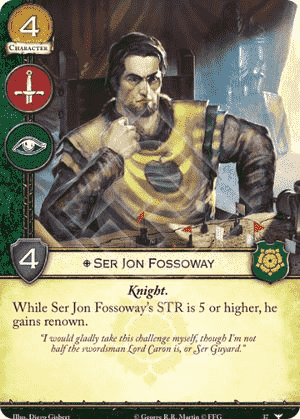 4
CHARACTER
4
SER JON FOSSOWAY
Knight.
While Ser Jon Fossoway's STR is 5 or higher, he
gains renown.
"I would gladly take this challenge myself, though I'm not
half the swordsman Lord Caron is, or Ser Guyard."
Illus. Diego Gisbert
© George R.R. Martin © FFG